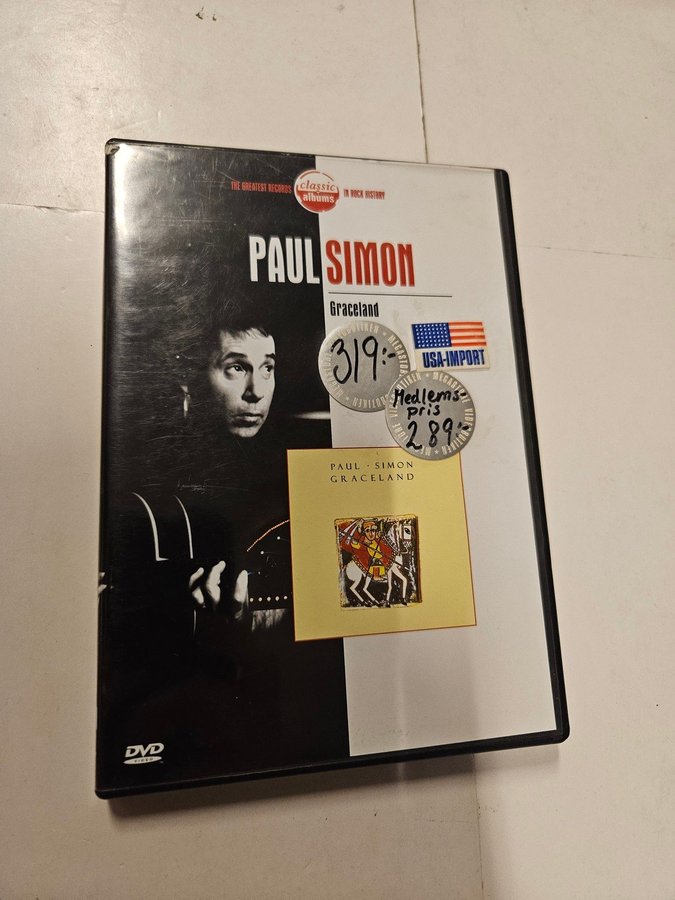 THE GREATEST RECORDS classic albums IN ROCK HISTORY
PAUL SIMON
Graceland
319:-
USA-IMPORT
Medlems-
pris
289:-
PAUL · SIMON
GRACELAND
DVD
VIDEO